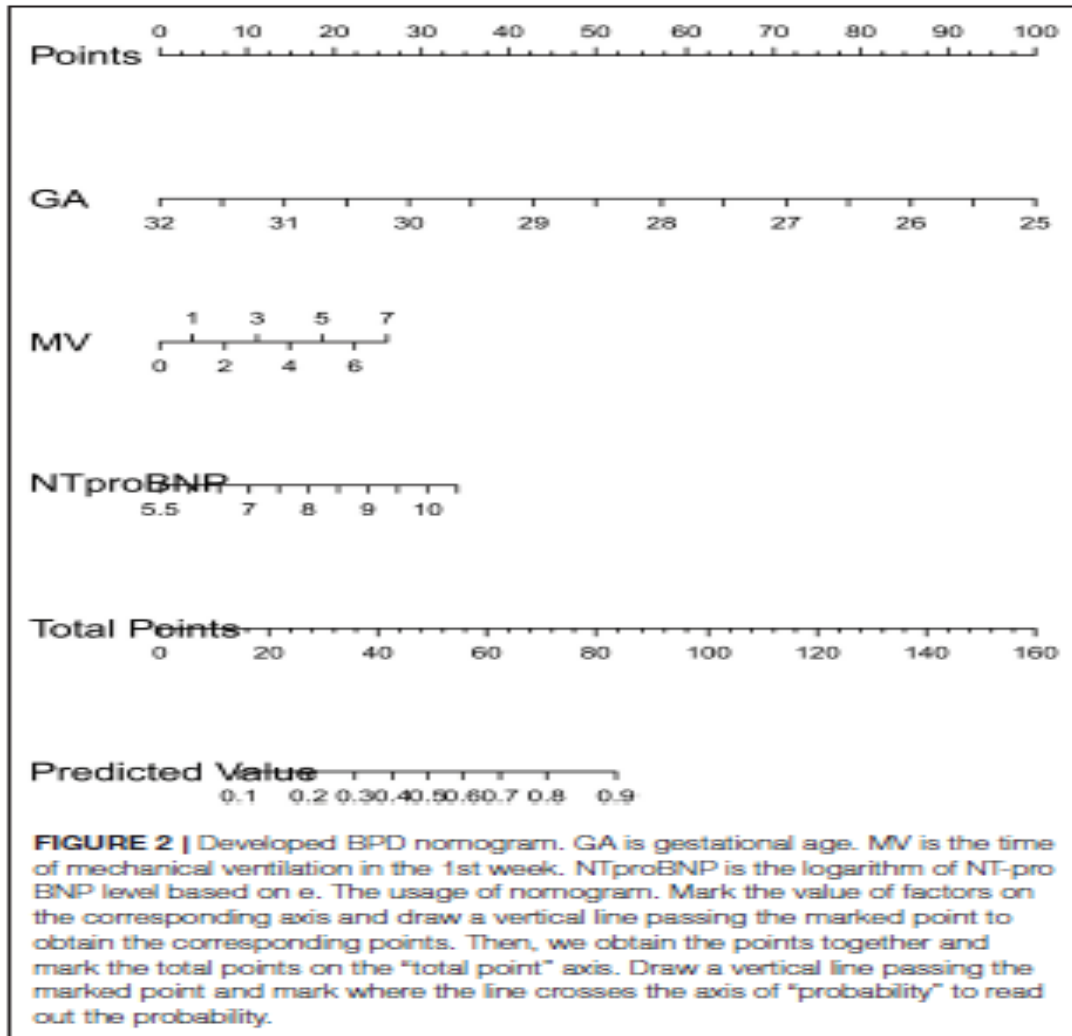 0 10 20 30 40 50 60 70 80 90 100
Points
GA
32 31 30 29 28 27 26 25
1 3 5 7
MV
0 2 4 6
NTproBNP
5.5 7 8 9 10
Total Points
0 20 40 60 80 100 120 140 160
Predicted Value
0.1 0.2 0.3 0.4 0.5 0.6 0.7 0.8 0.9
FIGURE 2 | Developed BPD nomogram. GA is gestational age. MV is the time
of mechanical ventilation in the 1st week. NTproBNP is the logarithm of NT-pro
BNP level based on e. The usage of nomogram. Mark the value of factors on
the corresponding axis and draw a vertical line passing the marked point to
obtain the corresponding points. Then, we obtain the points together and
mark the total points on the "total point" axis. Draw a vertical line passing the
marked point and mark where the line crosses the axis of "probability" to read
out the probability.